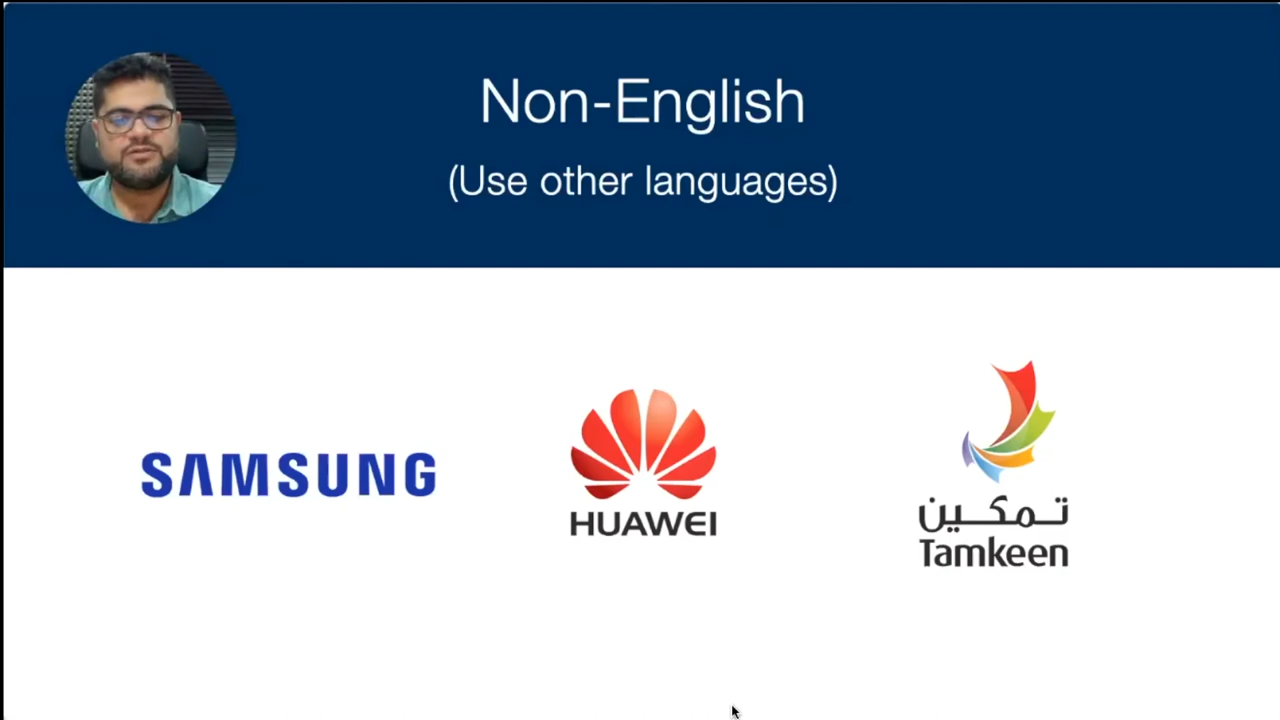 Non-English
(Use other languages)
SAMSUNG
HUAWEI
تمكين
Tamkeen